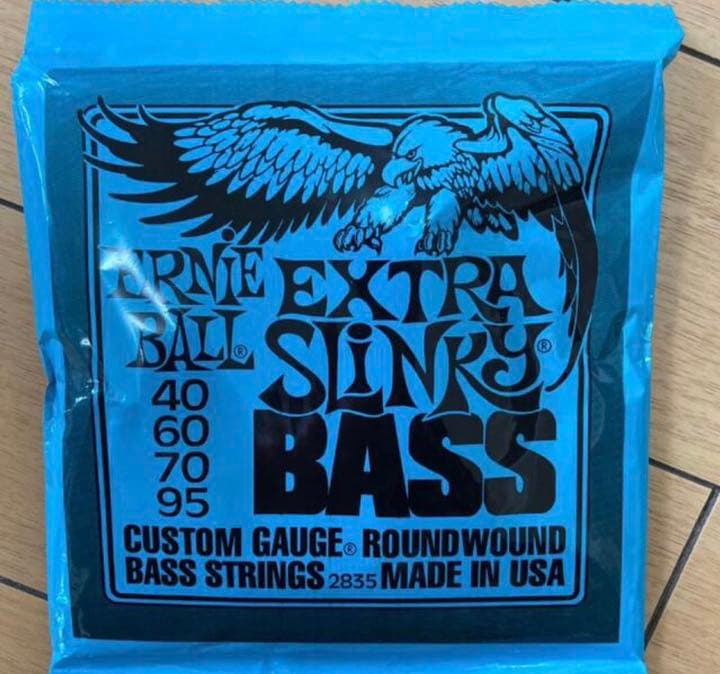 ERNiE
BALL®
EXTRA
SLiNKY®
BASS
40
60
70
95
CUSTOM GAUGE® ROUNDWOUND
BASS STRINGS 2835 MADE IN USA